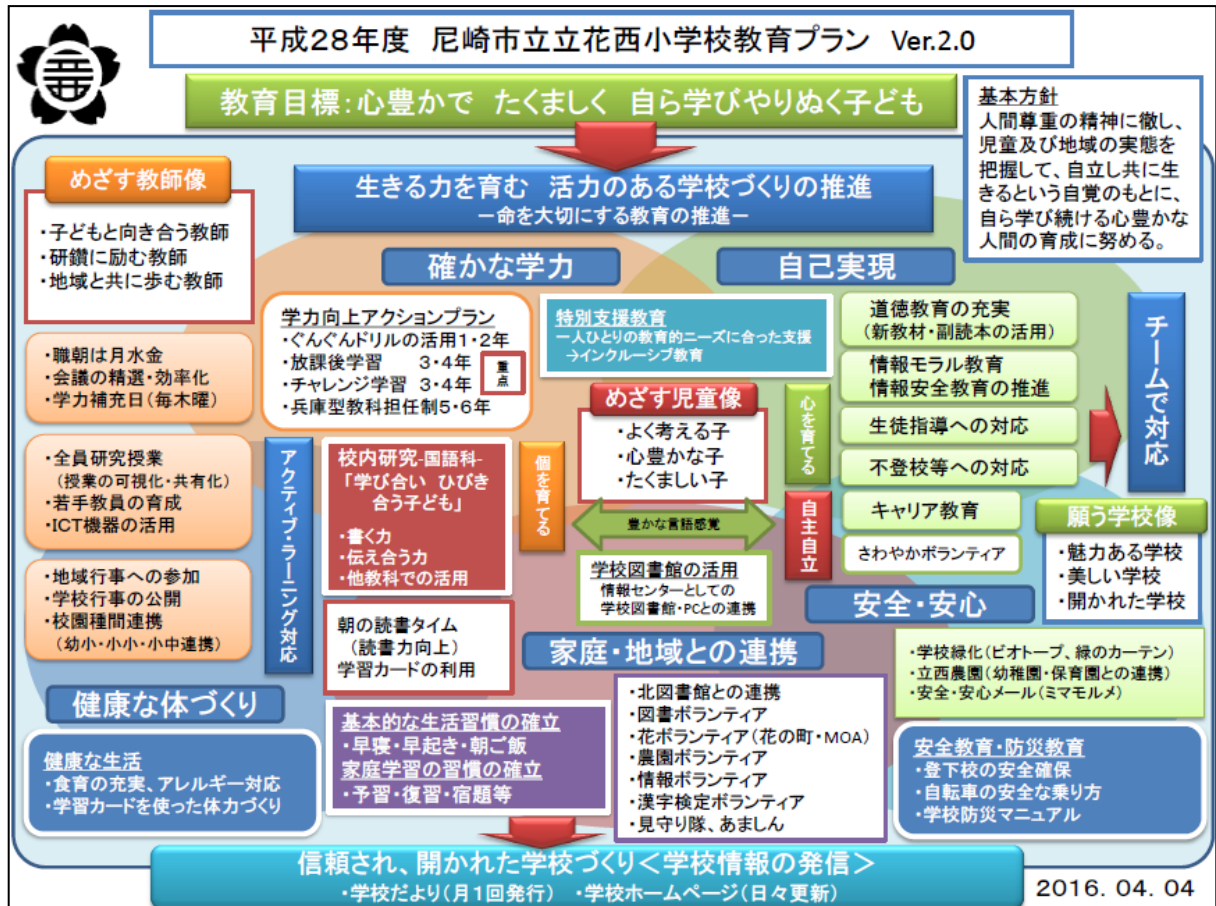 平成28年度 尼崎市立立花西小学校教育プラン Ver.2.0
教育目標:心豊かで たくましく 自ら学びやりぬく子ども
基本方針
人間尊重の精神に徹し、
児童及び地域の実態を
把握して、自立し共に生
きるという自覚のもとに、
自ら学び続ける心豊かな
人間の育成に努める。
生きる力を育む 活力のある学校づくりの推進
-命を大切にする教育の推進-
めざす教師像
・子どもと向き合う教師
・研鑽に励む教師
・地域と共に歩む教師
・職朝は月水金
・会議の精選・効率化
・学力補充日(毎木曜)
・全員研究授業
(授業の可視化・共有化)
・若手教員の育成
・ICT機器の活用
・地域行事への参加
・学校行事の公開
・校園種間連携
(幼小・小小・小中連携)
アクティブ・ラーニング対応
確かな学力
学力向上アクションプラン
・ぐんぐんドリルの活用1・2年
・放課後学習 3・4年
・チャレンジ学習 3・4年
・兵庫型教科担任制5・6年
重点
校内研究-国語科-
「学び合い ひびき
合う子ども」
・書く力
・伝え合う力
・他教科での活用
個を育てる
朝の読書タイム
(読書力向上)
学習カードの利用
自己実現
特別支援教育
一人ひとりの教育的ニーズに合った支援
→インクルーシブ教育
めざす児童像
・よく考える子
・心豊かな子
・たくましい子
豊かな言語感覚
学校図書館の活用
情報センターとしての
学校図書館・PCとの連携
心を育てる
自主自立
道徳教育の充実
(新教材・副読本の活用)
情報モラル教育
情報安全教育の推進
生徒指導への対応
不登校等への対応
キャリア教育
さわやかボランティア
チームで対応
願う学校像
・魅力ある学校
・美しい学校
・開かれた学校
安全・安心
・学校緑化(ビオトープ、緑のカーテン)
・立西農園(幼稚園・保育園との連携)
・安全・安心メール(ミマモルメ)
安全教育・防災教育
・登下校の安全確保
・自転車の安全な乗り方
・学校防災マニュアル
家庭・地域との連携
・北図書館との連携
・図書ボランティア
・花ボランティア(花の町・MOA)
・農園ボランティア
・情報ボランティア
・漢字検定ボランティア
・見守り隊、あましん
基本的な生活習慣の確立
・早寝・早起き・朝ご飯
家庭学習の習慣の確立
・予習・復習・宿題等
健康な体づくり
健康な生活
・食育の充実、アレルギー対応
・学習カードを使った体力づくり
信頼され、開かれた学校づくり<学校情報の発信>
・学校だより(月1回発行) ・学校ホームページ(日々更新)
2016. 04. 04